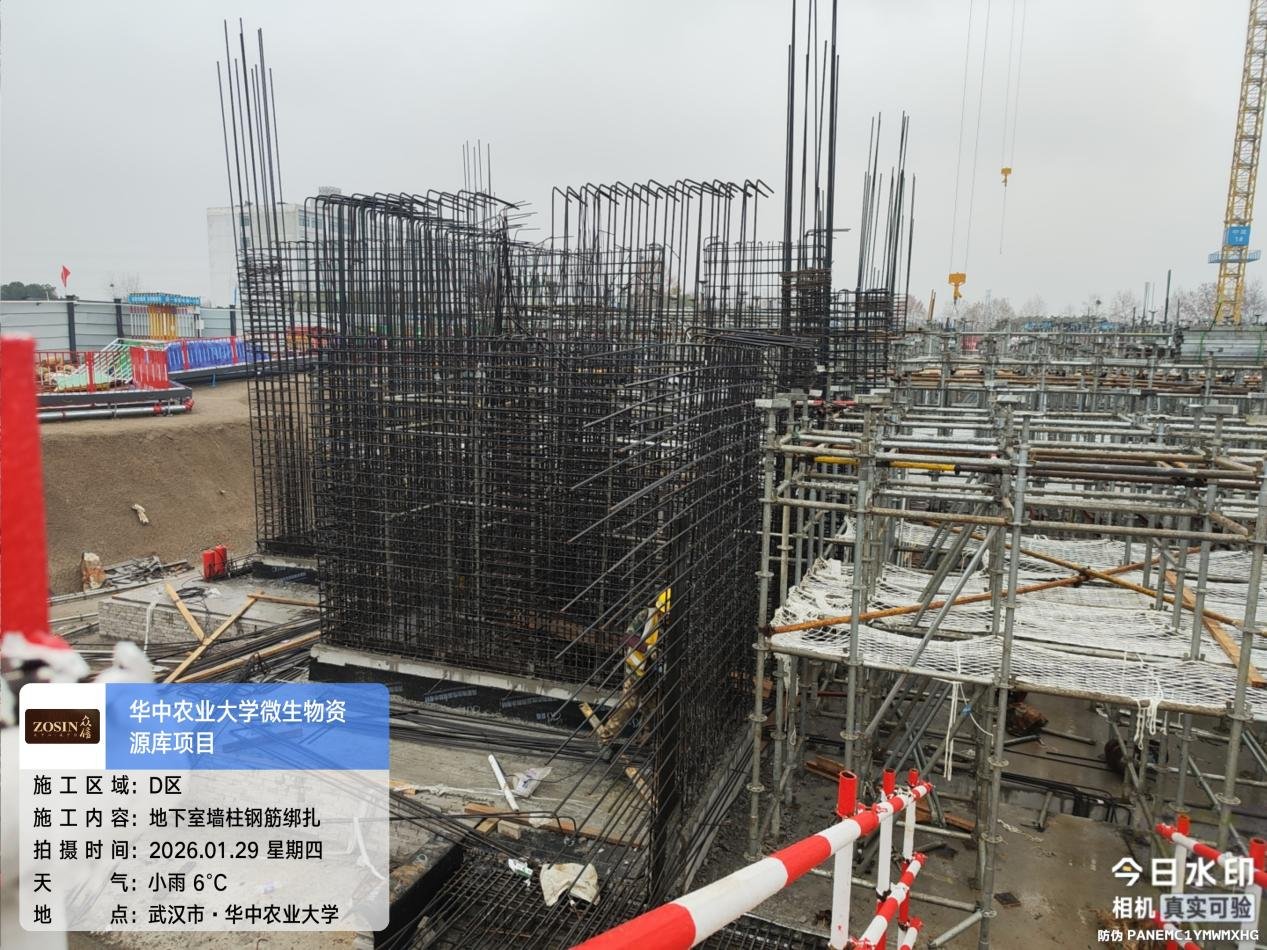 ZOSIN 众信
华中农业大学微生物资
源库项目
施工区域：D区
施工内容：地下室墙柱钢筋绑扎
拍摄时间：2026.01.29 星期四
天气：小雨 6℃
地点：武汉市·华中农业大学
今日水印
相机 真实可验
防伪 PANEMC1YMWMXHG